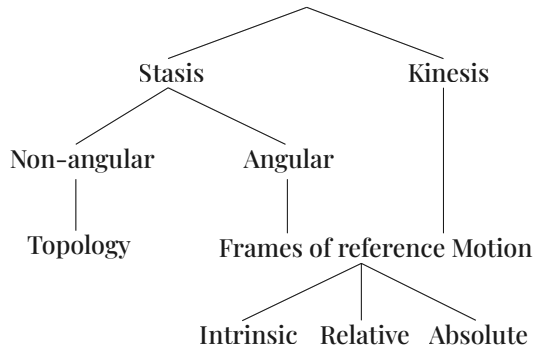 Stasis Kinesis
Non-angular Angular
Topology Frames of reference Motion
Intrinsic Relative Absolute